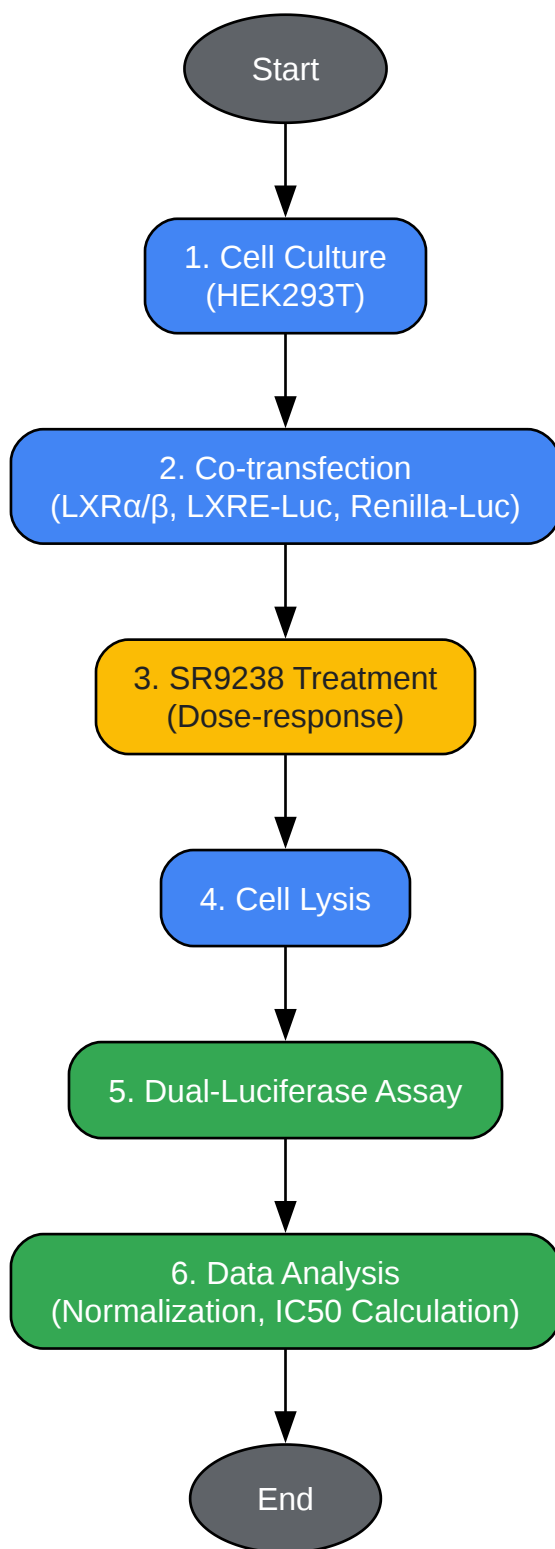 Start
1. Cell Culture
(HEK293T)
2. Co-transfection
(LXRα/β, LXRE-Luc, Renilla-Luc)
3. SR9238 Treatment
(Dose-response)
4. Cell Lysis
5. Dual-Luciferase Assay
6. Data Analysis
(Normalization, IC50 Calculation)
End